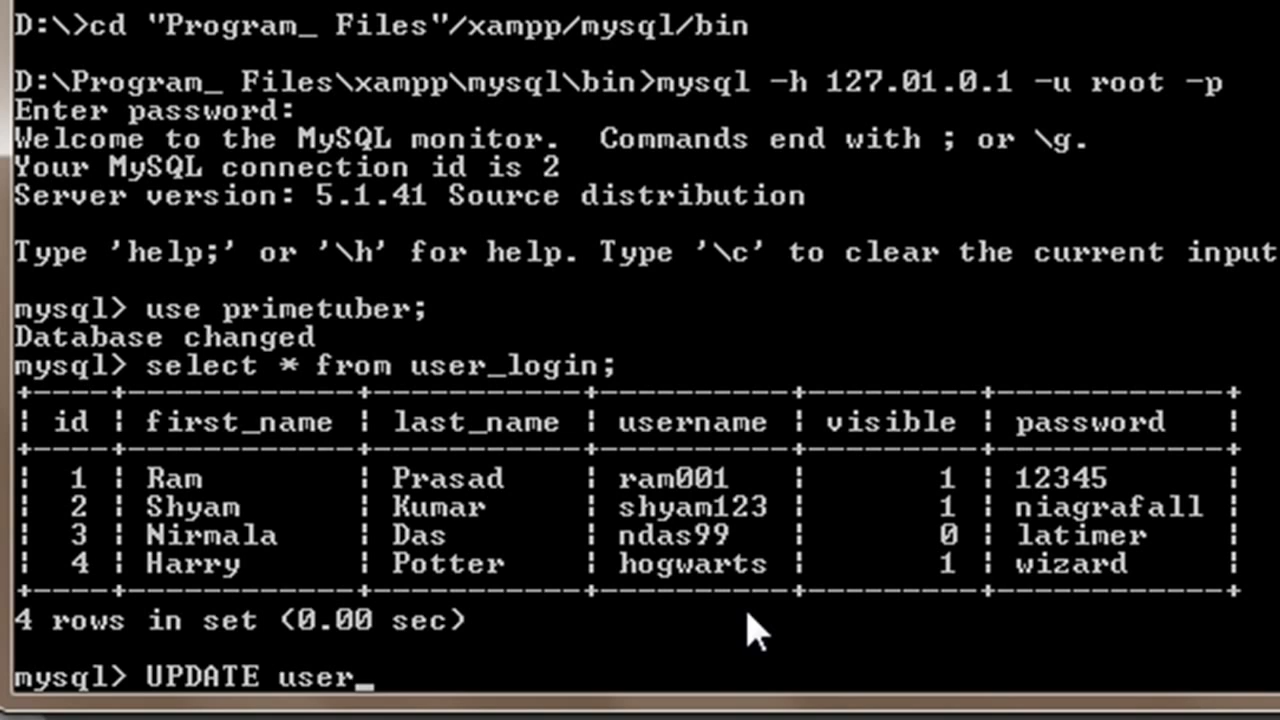 D:\>cd "Program_ Files"/xampp/mysql/bin
D:\Program_ Files\xampp\mysql\bin>mysql -h 127.01.0.1 -u root -p
Enter password:
Welcome to the MySQL monitor.  Commands end with ; or \g.
Your MySQL connection id is 2
Server version: 5.1.41 Source distribution
Type 'help;' or '\h' for help. Type '\c' to clear the current input
mysql> use primetuber;
Database changed
mysql> select * from user_login;
+----+------------+-----------+----------+---------+------------+
| id | first_name | last_name | username | visible | password   |
+----+------------+-----------+----------+---------+------------+
|  1 | Ram        | Prasad    | ram001   |       1 | 12345      |
|  2 | Shyam      | Kumar     | shyam123 |       1 | niagrafall |
|  3 | Nirmala    | Das       | ndas99   |       0 | latimer    |
|  4 | Harry      | Potter    | hogwarts |       1 | wizard     |
+----+------------+-----------+----------+---------+------------+
4 rows in set (0.00 sec)
mysql> UPDATE user_